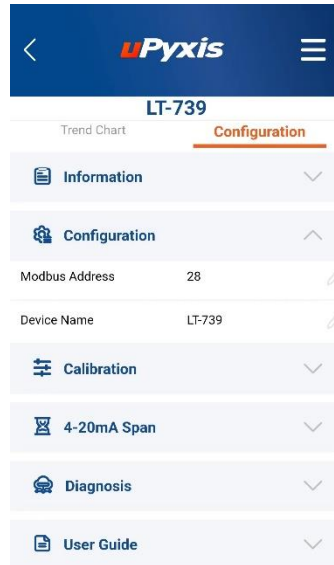 uPyxis
LT-739
Trend Chart Configuration
Information
Configuration
Modbus Address 28
Device Name LT-739
Calibration
4-20mA Span
Diagnosis
User Guide